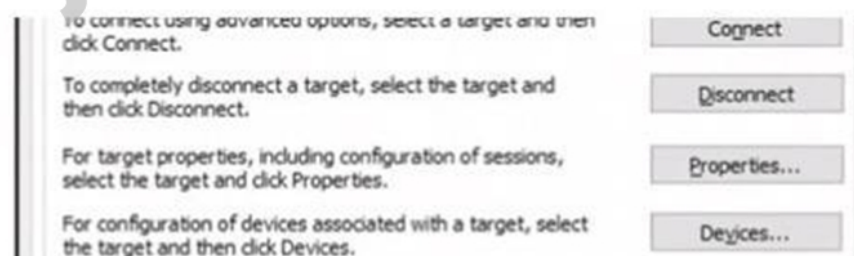 To connect using advanced options, select a target and then
click Connect.
Connect
To completely disconnect a target, select the target and
then click Disconnect.
Disconnect
For target properties, including configuration of sessions,
select the target and click Properties.
Properties...
For configuration of devices associated with a target, select
the target and then click Devices.
Devices...